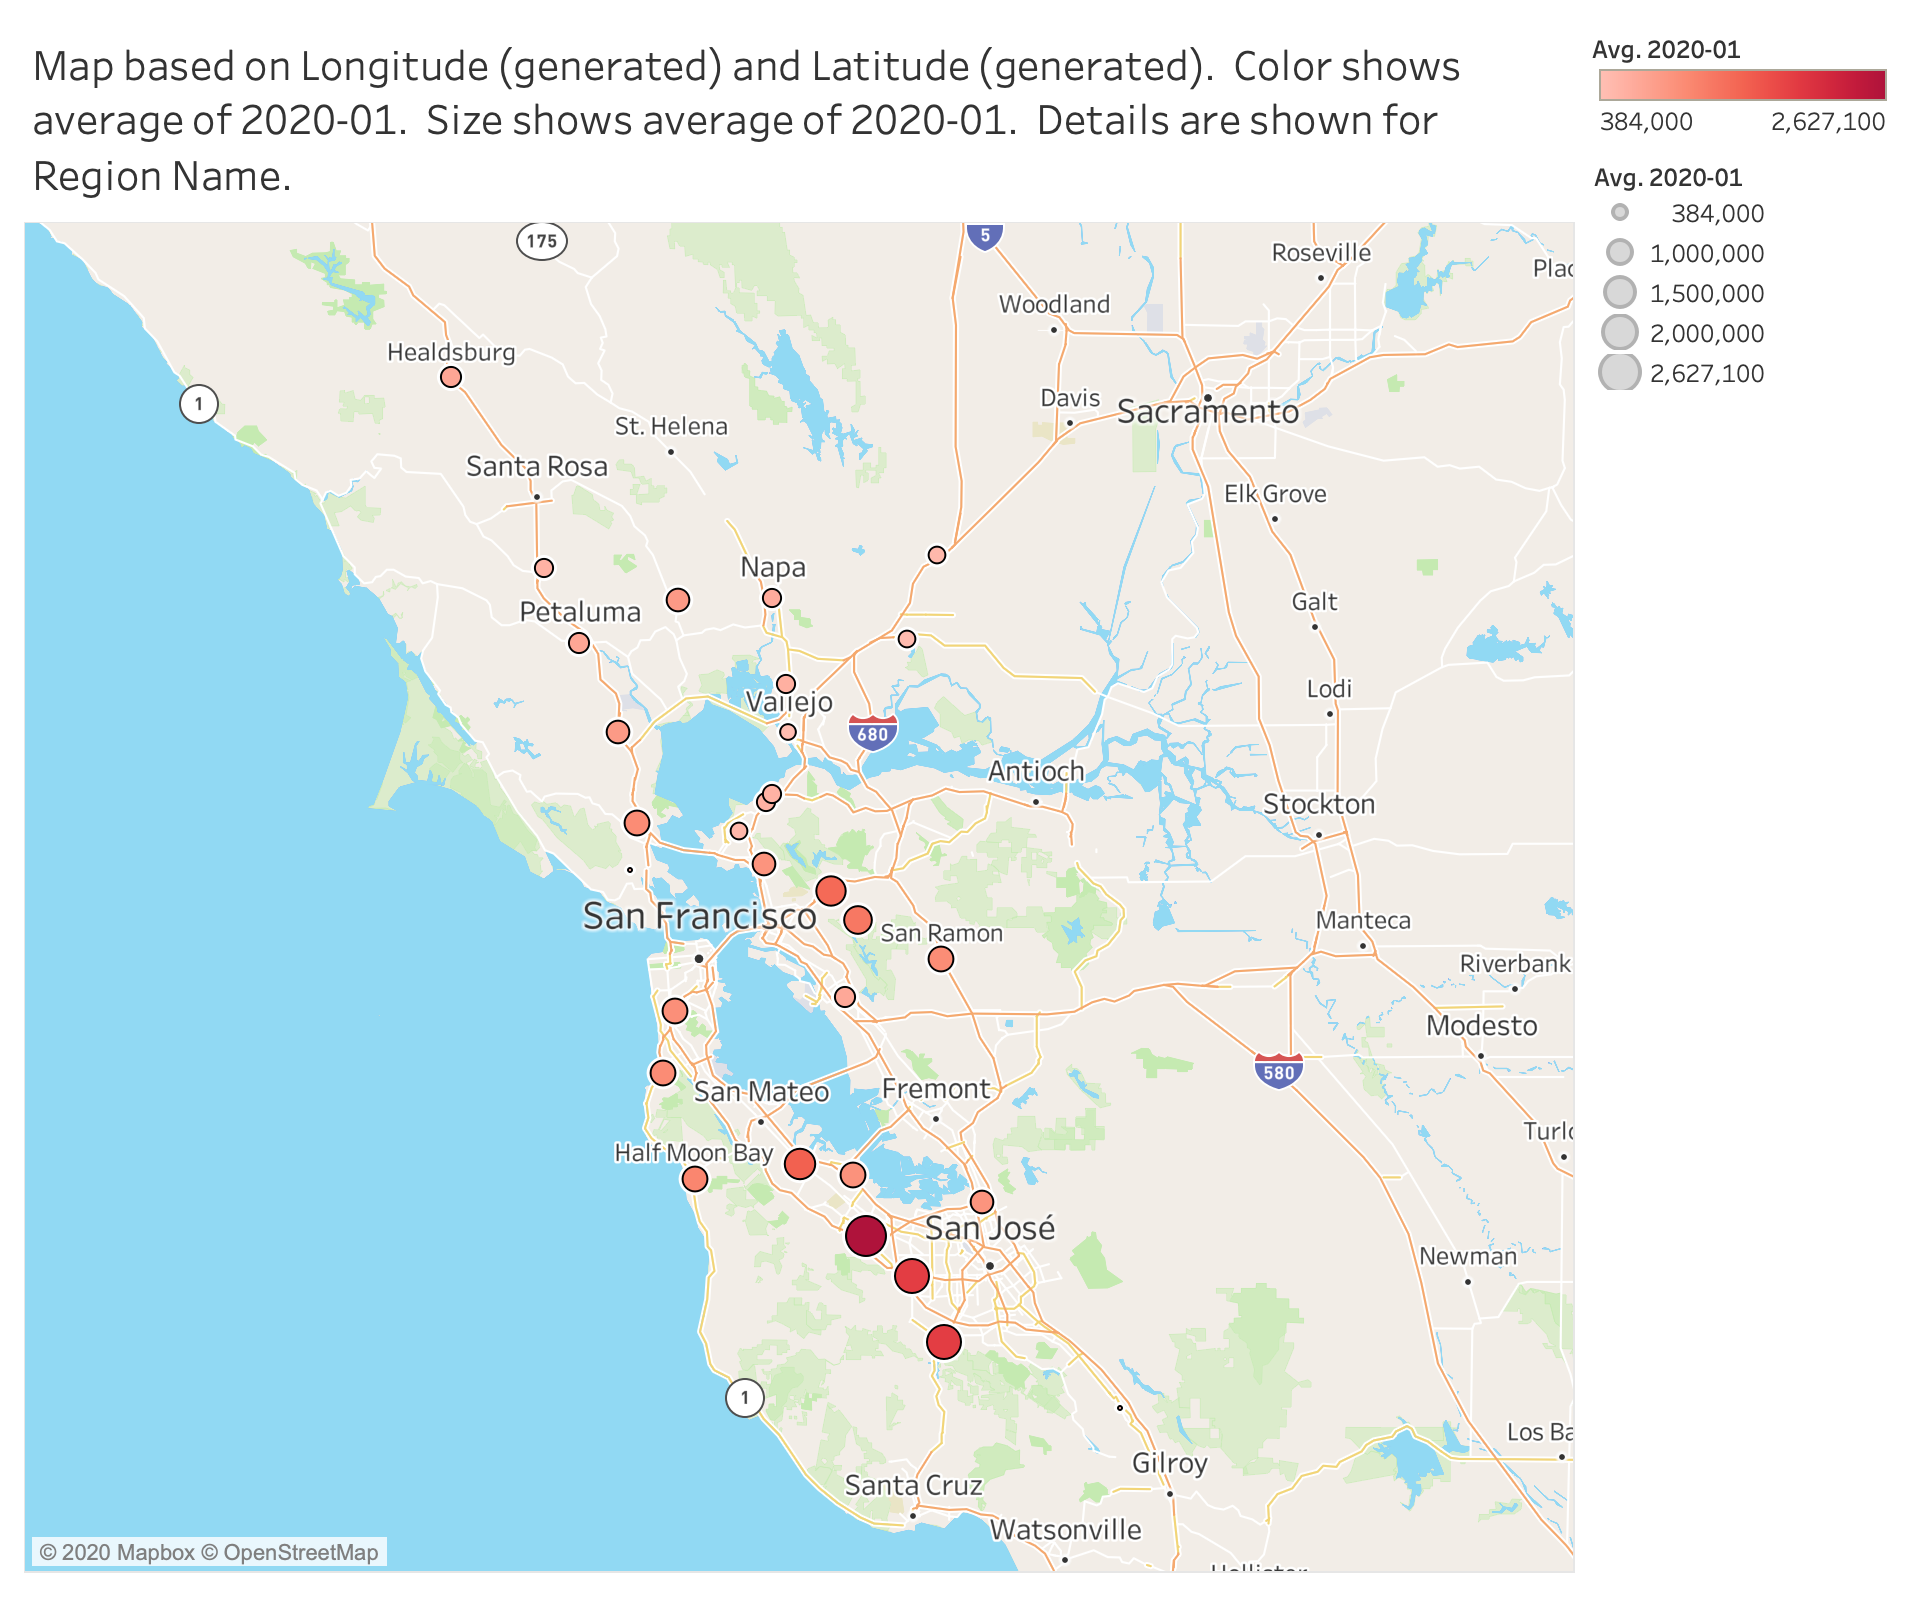 Map based on Longitude (generated) and Latitude (generated).  Color shows
average of 2020-01.  Size shows average of 2020-01.  Details are shown for
Region Name.
Avg. 2020-01
384,000 2,627,100
Avg. 2020-01
384,000
1,000,000
1,500,000
2,000,000
2,627,100
175
5
Roseville
Plac
Woodland
Healdsburg
1
Davis
Sacramento
St. Helena
Santa Rosa
Elk Grove
Napa
Galt
Petaluma
Lodi
Vallejo
680
Antioch
Stockton
San Francisco
Manteca
San Ramon
Riverbank
Modesto
580
San Mateo
Fremont
Turlo
Half Moon Bay
San José
Newman
1
Los Ba
Gilroy
Santa Cruz
Watsonville
© 2020 Mapbox © OpenStreetMap
Hollister